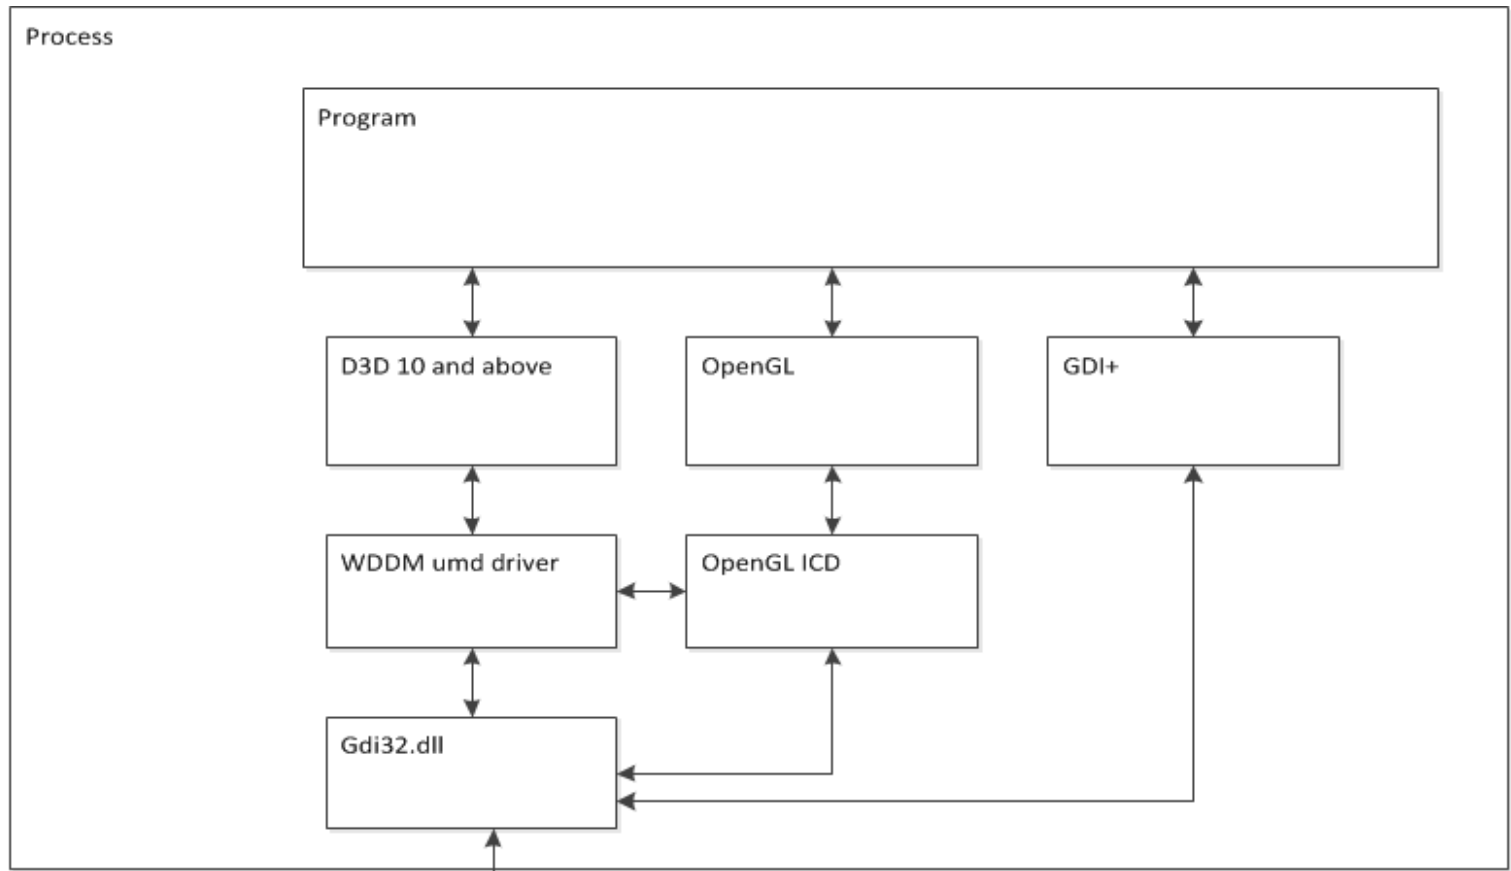 Process
Program
D3D 10 and above
OpenGL
GDI+
WDDM umd driver
OpenGL ICD
Gdi32.dll